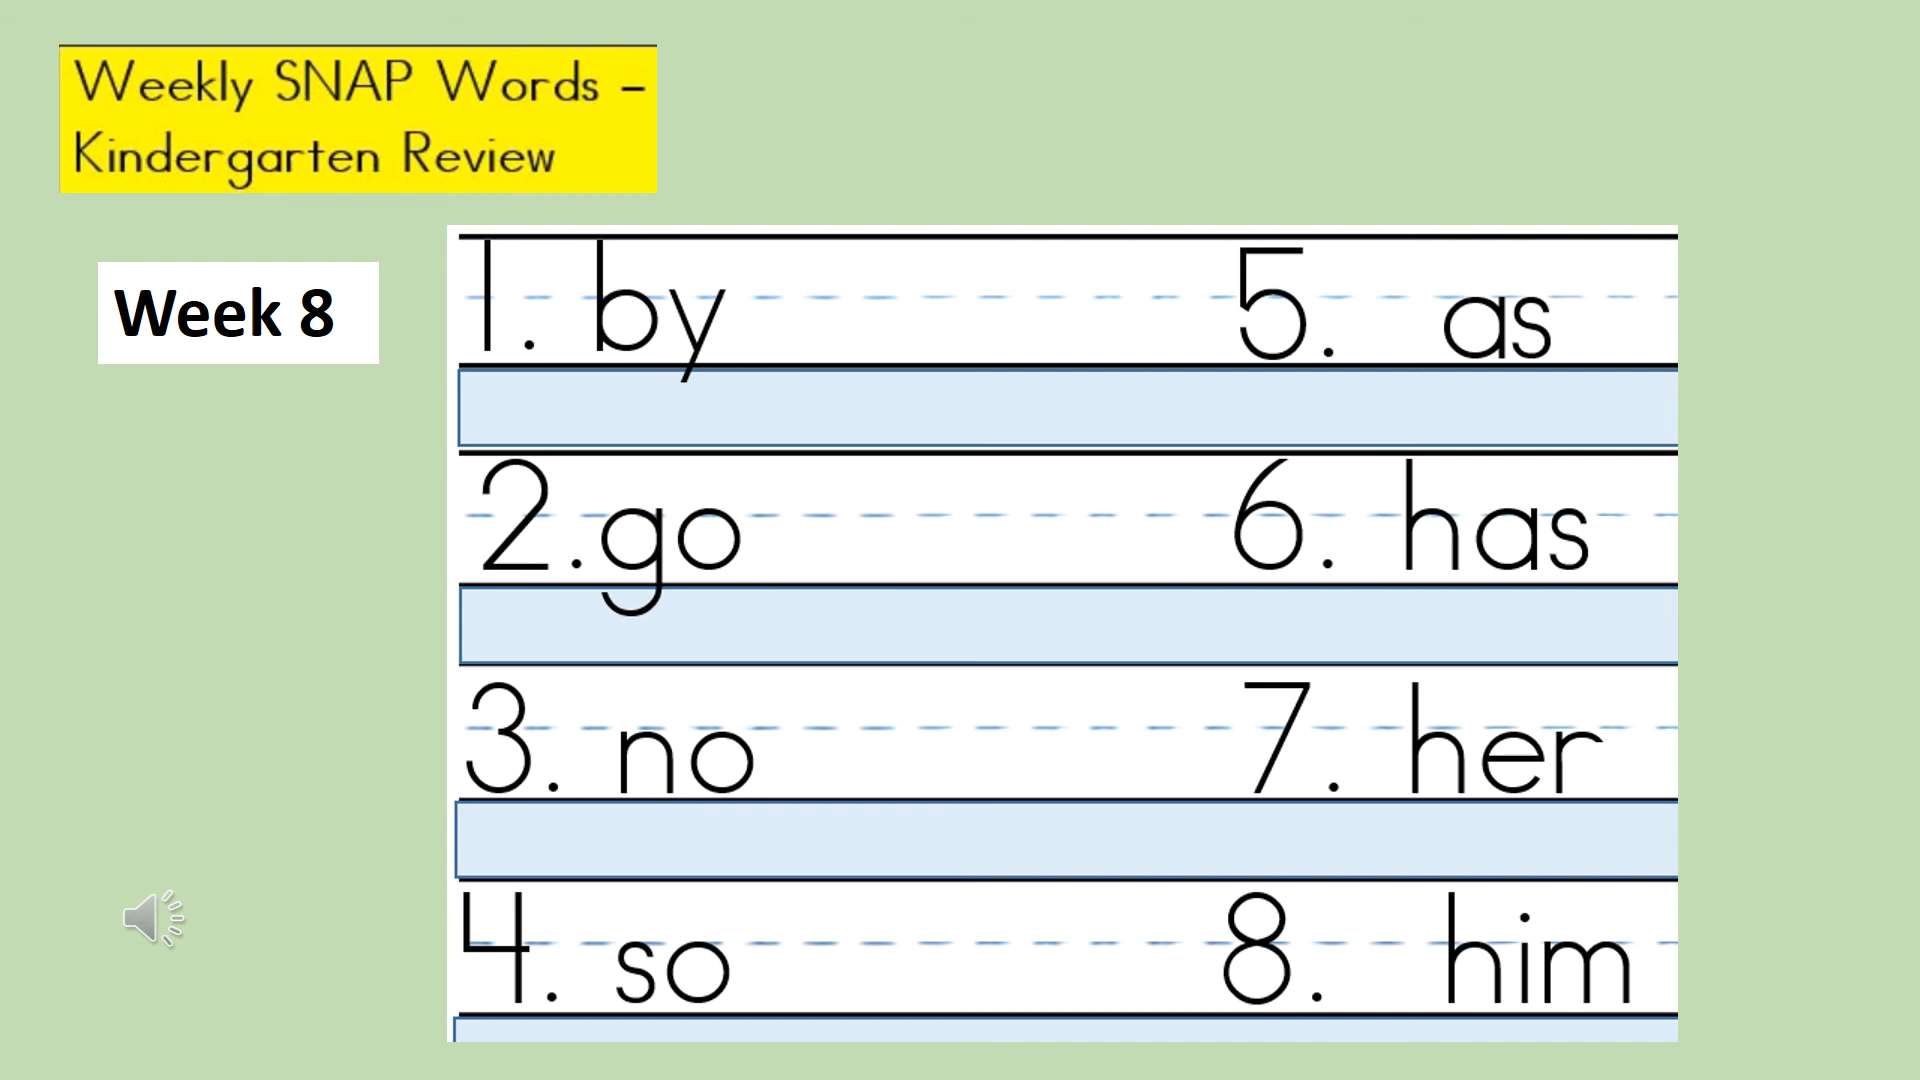 Weekly SNAP Words –
Kindergarten Review
Week 8
1. by
2. go
3. no
4. so
5. as
6. has
7. her
8. him